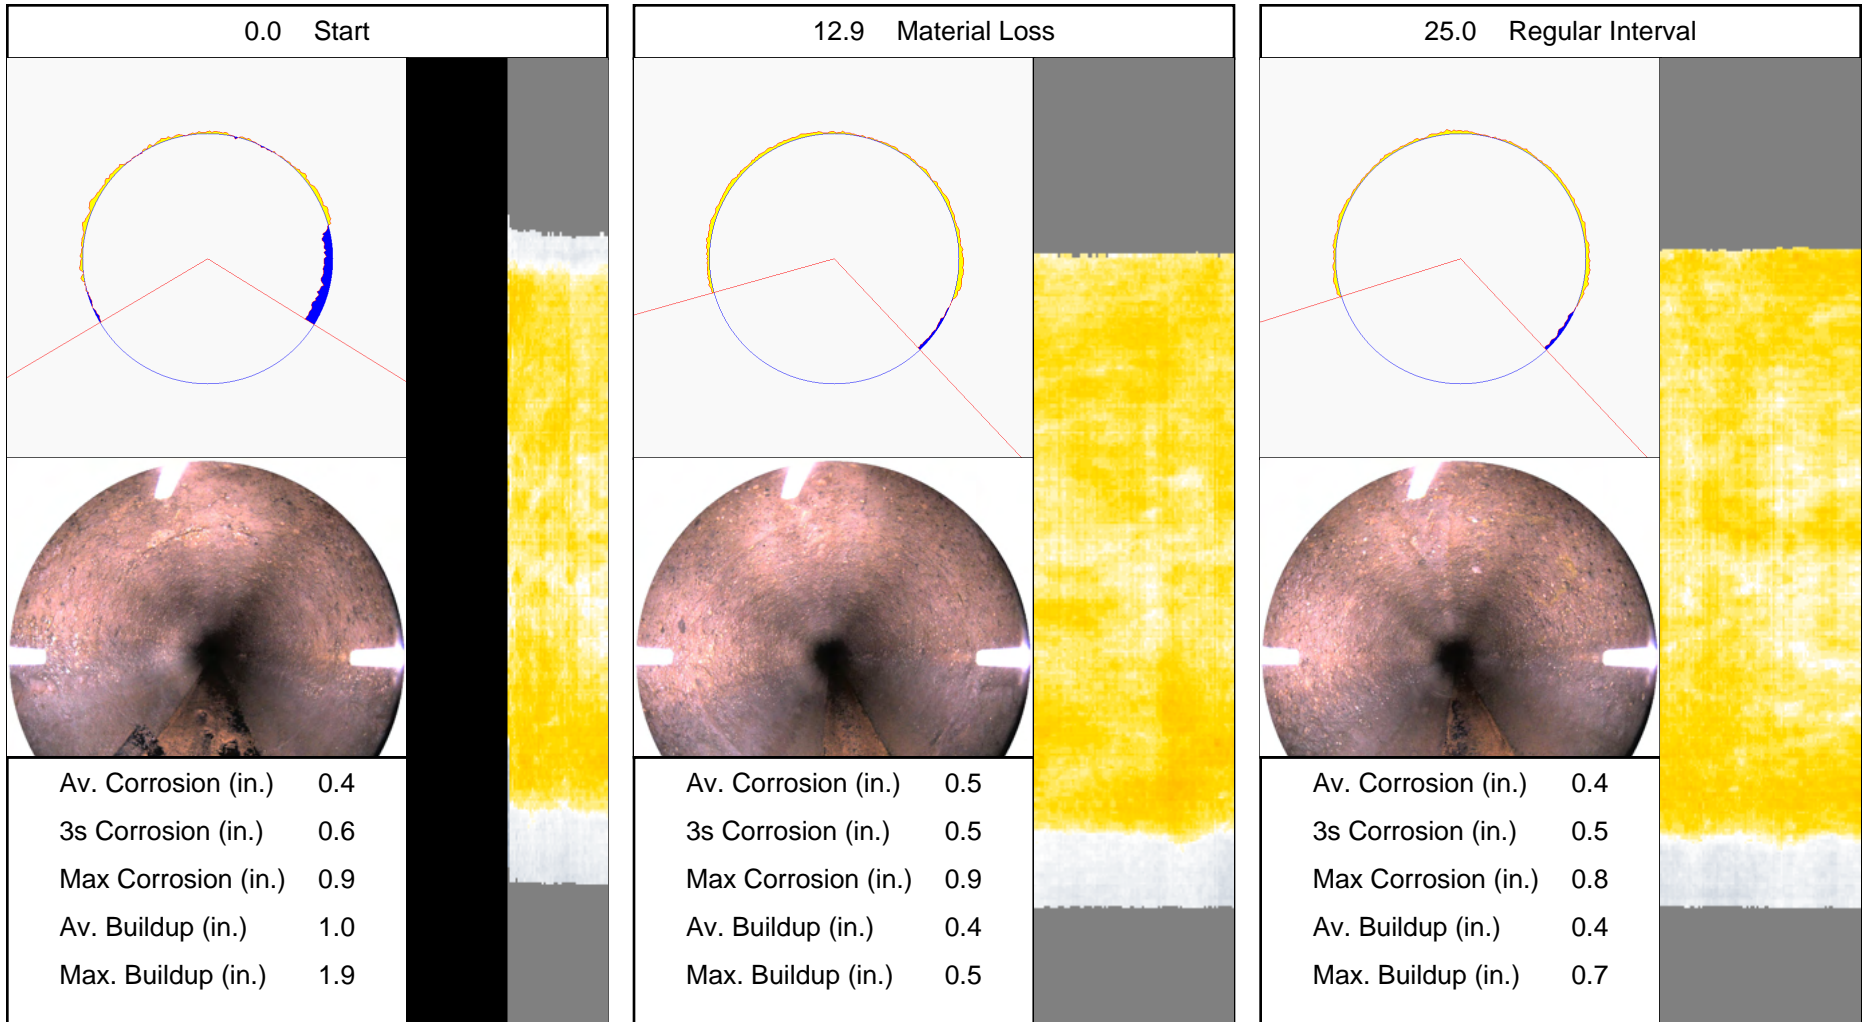 0.0 Start
Av. Corrosion (in.) 0.4
3s Corrosion (in.) 0.6
Max Corrosion (in.) 0.9
Av. Buildup (in.) 1.0
Max. Buildup (in.) 1.9
12.9 Material Loss
Av. Corrosion (in.) 0.5
3s Corrosion (in.) 0.5
Max Corrosion (in.) 0.9
Av. Buildup (in.) 0.4
Max. Buildup (in.) 0.5
25.0 Regular Interval
Av. Corrosion (in.) 0.4
3s Corrosion (in.) 0.5
Max Corrosion (in.) 0.8
Av. Buildup (in.) 0.4
Max. Buildup (in.) 0.7